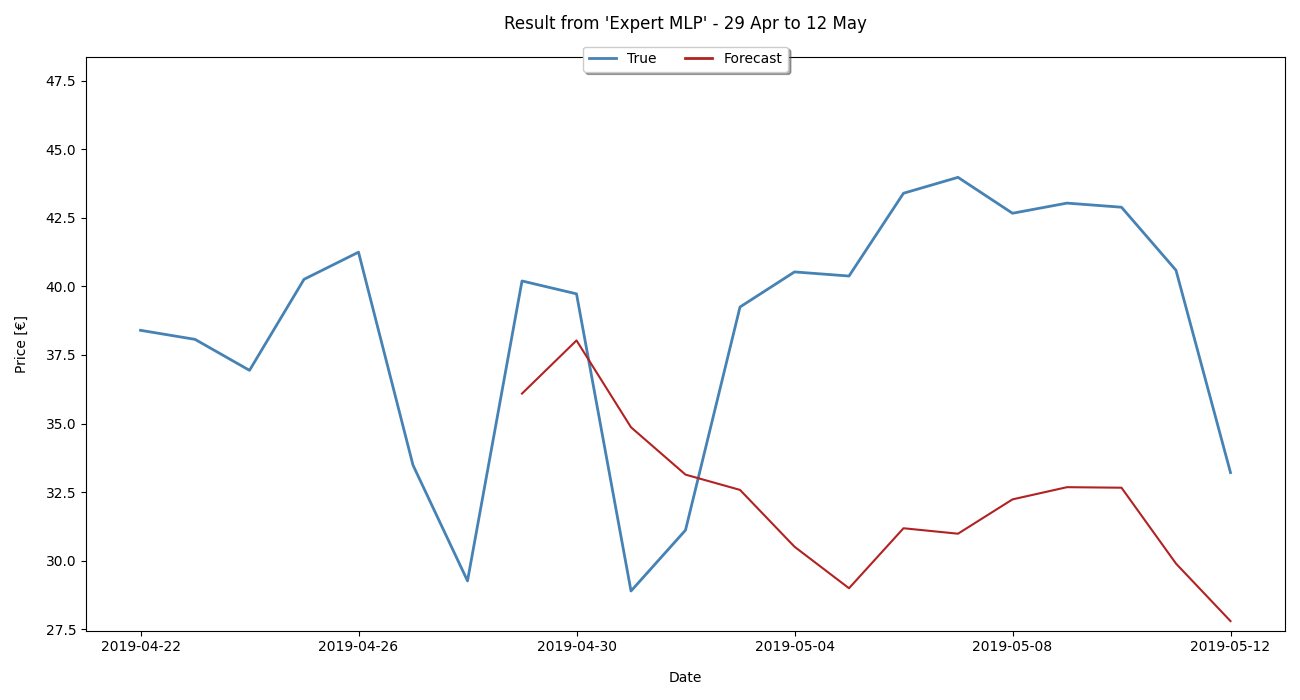 Result from 'Expert MLP' - 29 Apr to 12 May
True Forecast
47.5
45.0
42.5
40.0
37.5
35.0
32.5
30.0
27.5
Price [€]
2019-04-22 2019-04-26 2019-04-30 2019-05-04 2019-05-08 2019-05-12
Date